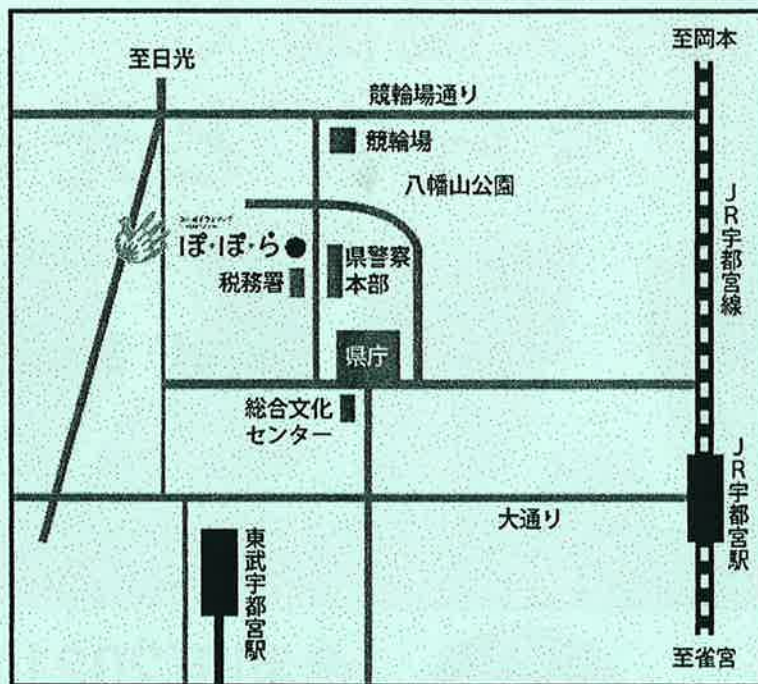 至岡本
至日光
競輪場通り
競輪場
八幡山公園
JR宇都宮線
ぽ・ぽ・ら
県警察
本部
税務署
県庁
総合文化
センター
JR宇都宮駅
大通り
東武宇都宮駅
至雀宮